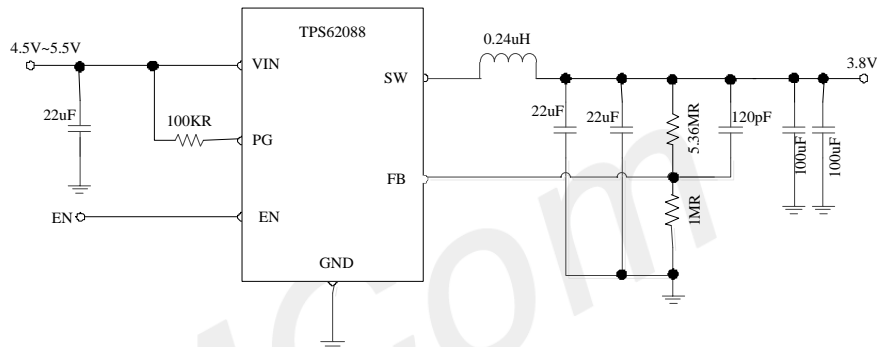 TPS62088
4.5V~5.5V
VIN
0.24uH
3.8V
SW
22uF
100KR
PG
22uF
22uF
5.36MR
120pF
100uF
100uF
FB
EN
EN
1MR
GND
Com